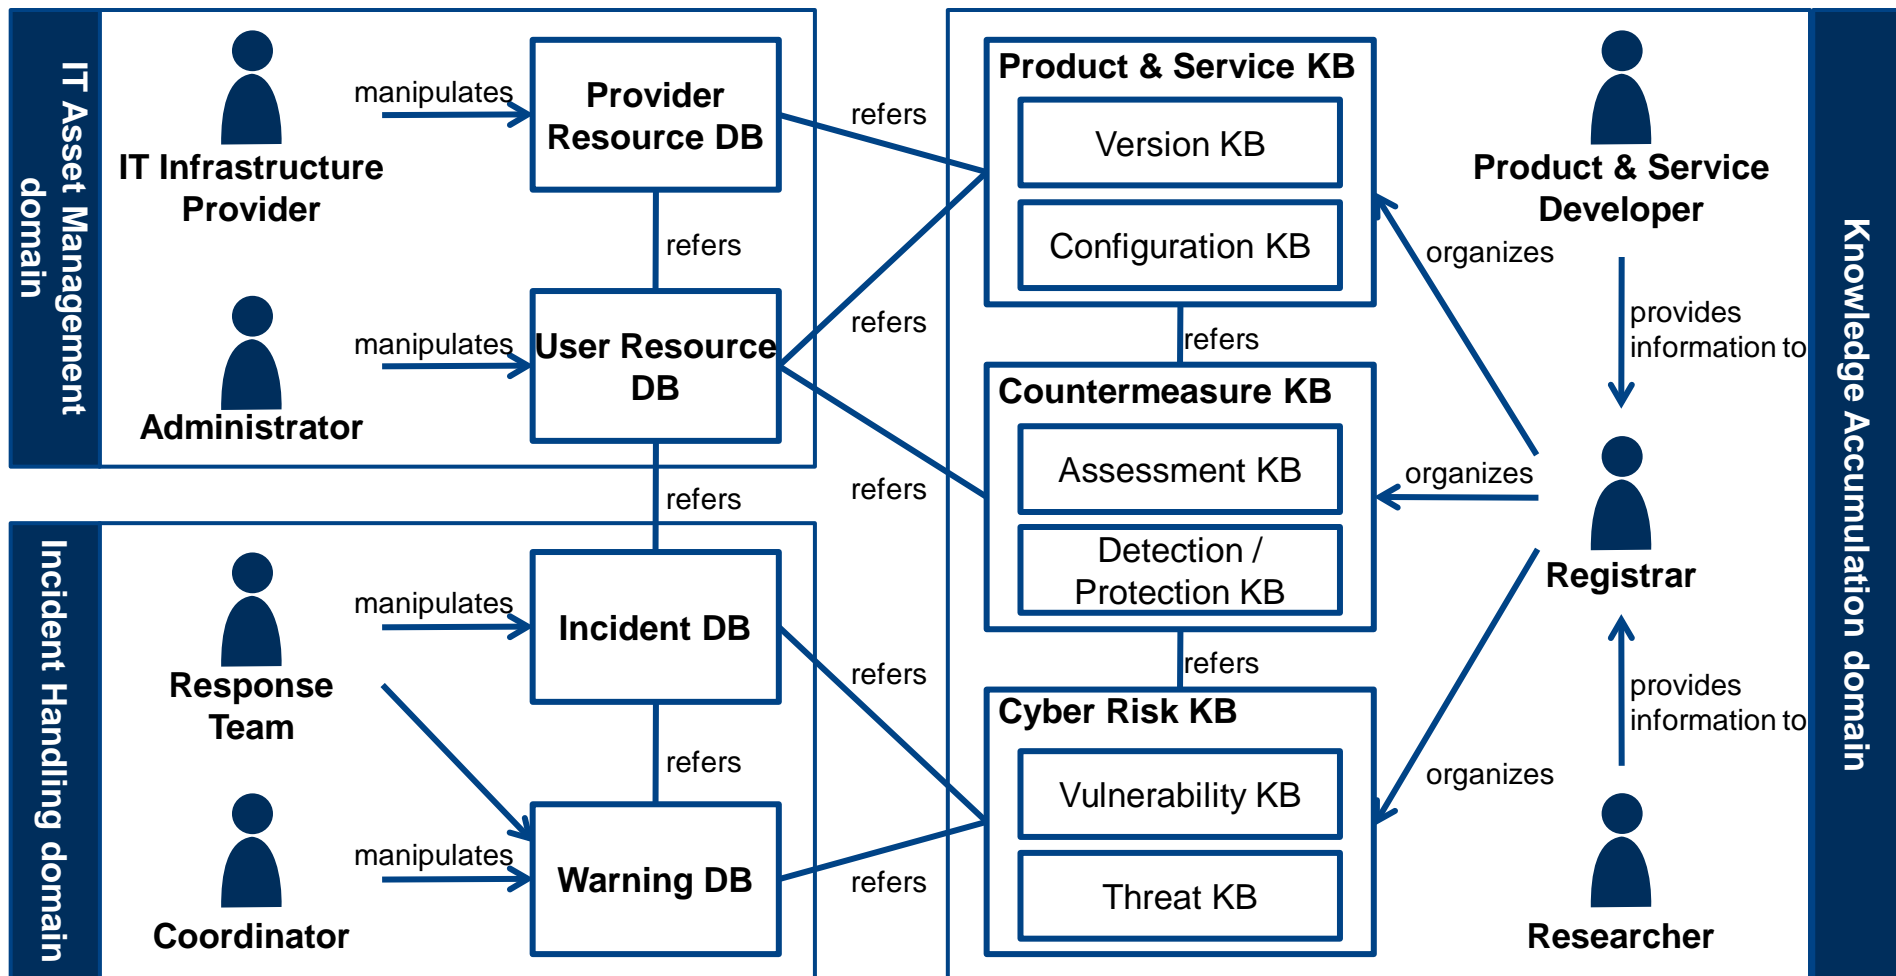 IT Asset Management
domain
IT Infrastructure
Provider
manipulates
Provider
Resource DB
refers
Administrator
manipulates
User Resource
DB
refers
Incident Handling domain
Response
Team
manipulates
Incident DB
refers
Coordinator
manipulates
Warning DB
refers
refers
refers
refers
refers
Product & Service KB
Version KB
Configuration KB
refers
Countermeasure KB
Assessment KB
Detection /
Protection KB
refers
Cyber Risk KB
Vulnerability KB
Threat KB
organizes
organizes
organizes
Product & Service
Developer
provides
information to
Registrar
provides
information to
Researcher
Knowledge Accumulation domain